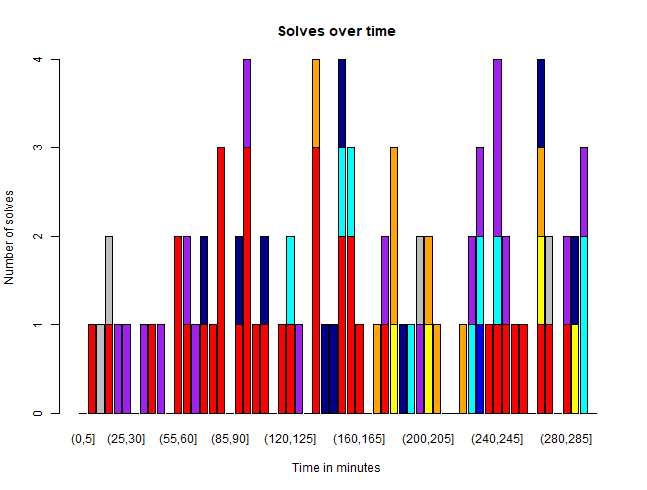 Solves over time
Number of solves
4
3
2
1
0
(0,5] (25,30] (55,60] (85,90] (120,125] (160,165] (200,205] (240,245] (280,285]
Time in minutes